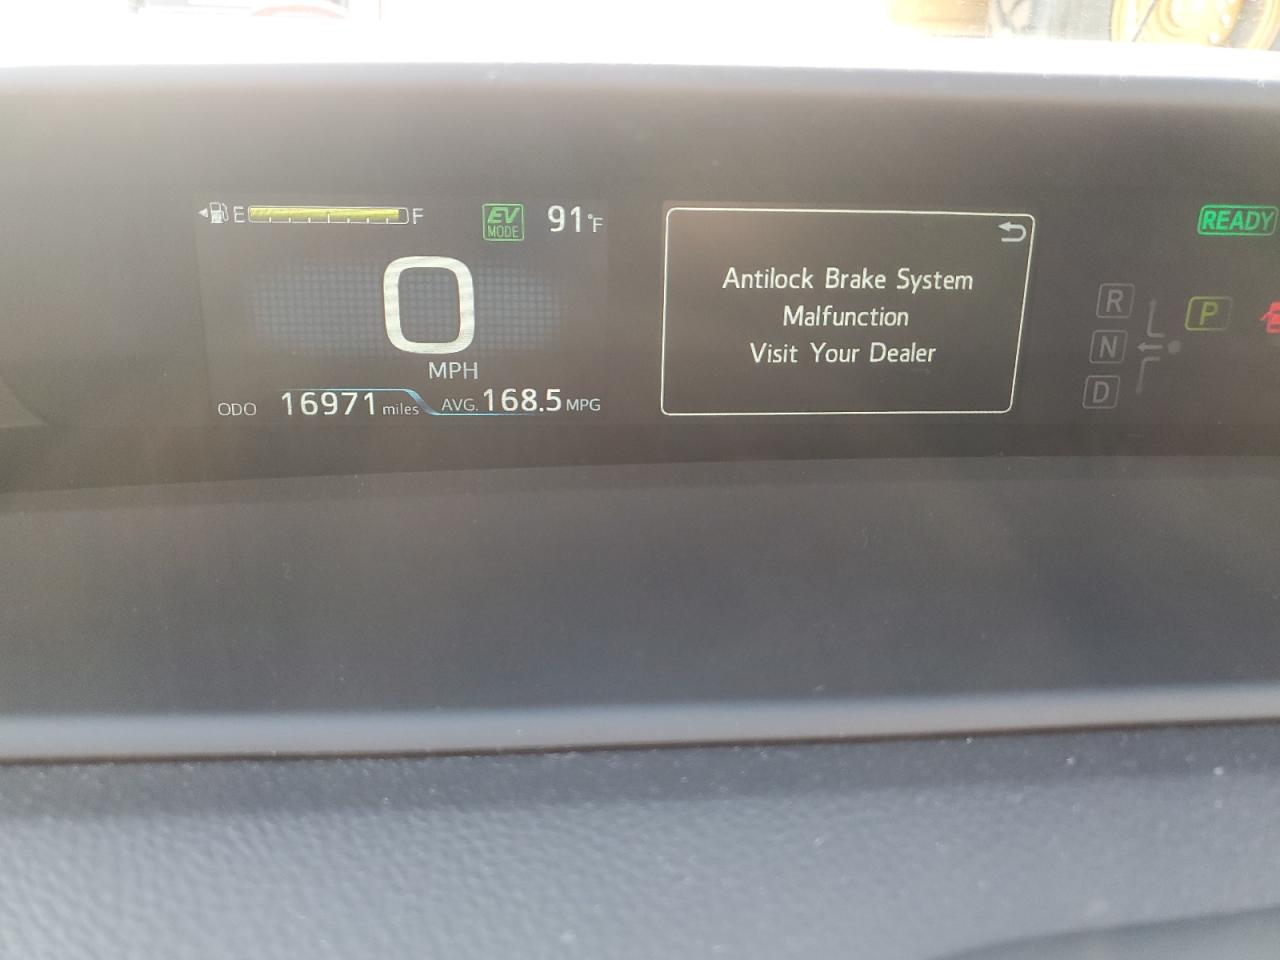 E F
EV MODE
91°F
0
MPH
ODO 16971 miles
AVG. 168.5 MPG
Antilock Brake System
Malfunction
Visit Your Dealer
READY
R
N
D
P